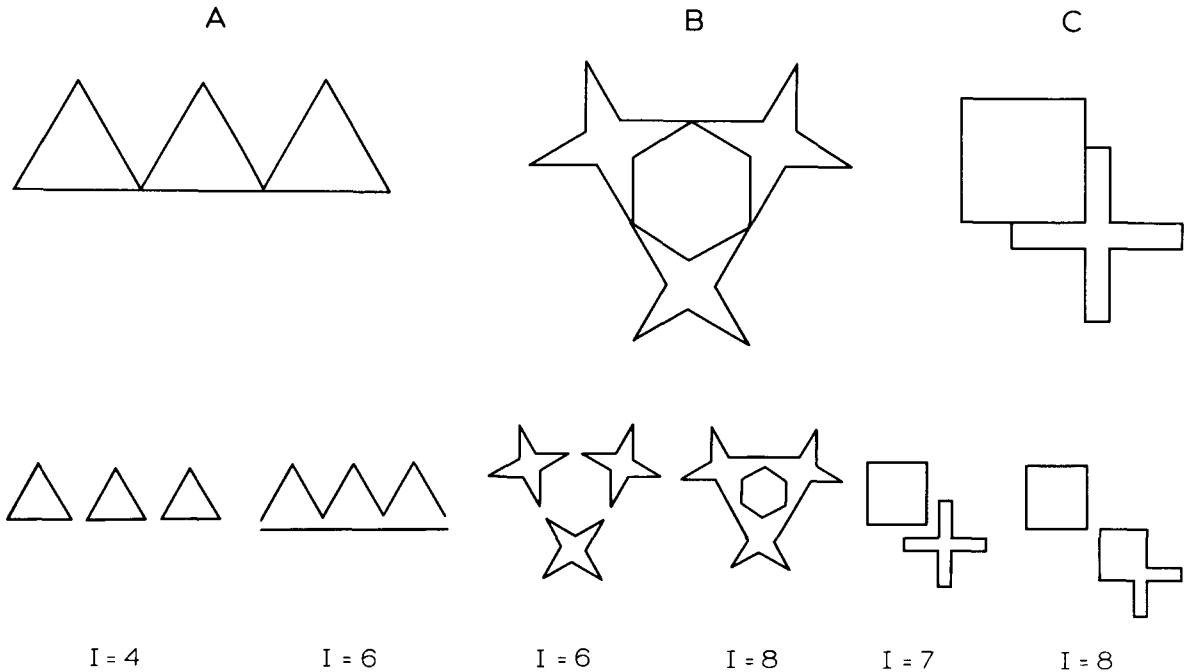 A B C
I = 4 I = 6 I = 6 I = 8 I = 7 I = 8